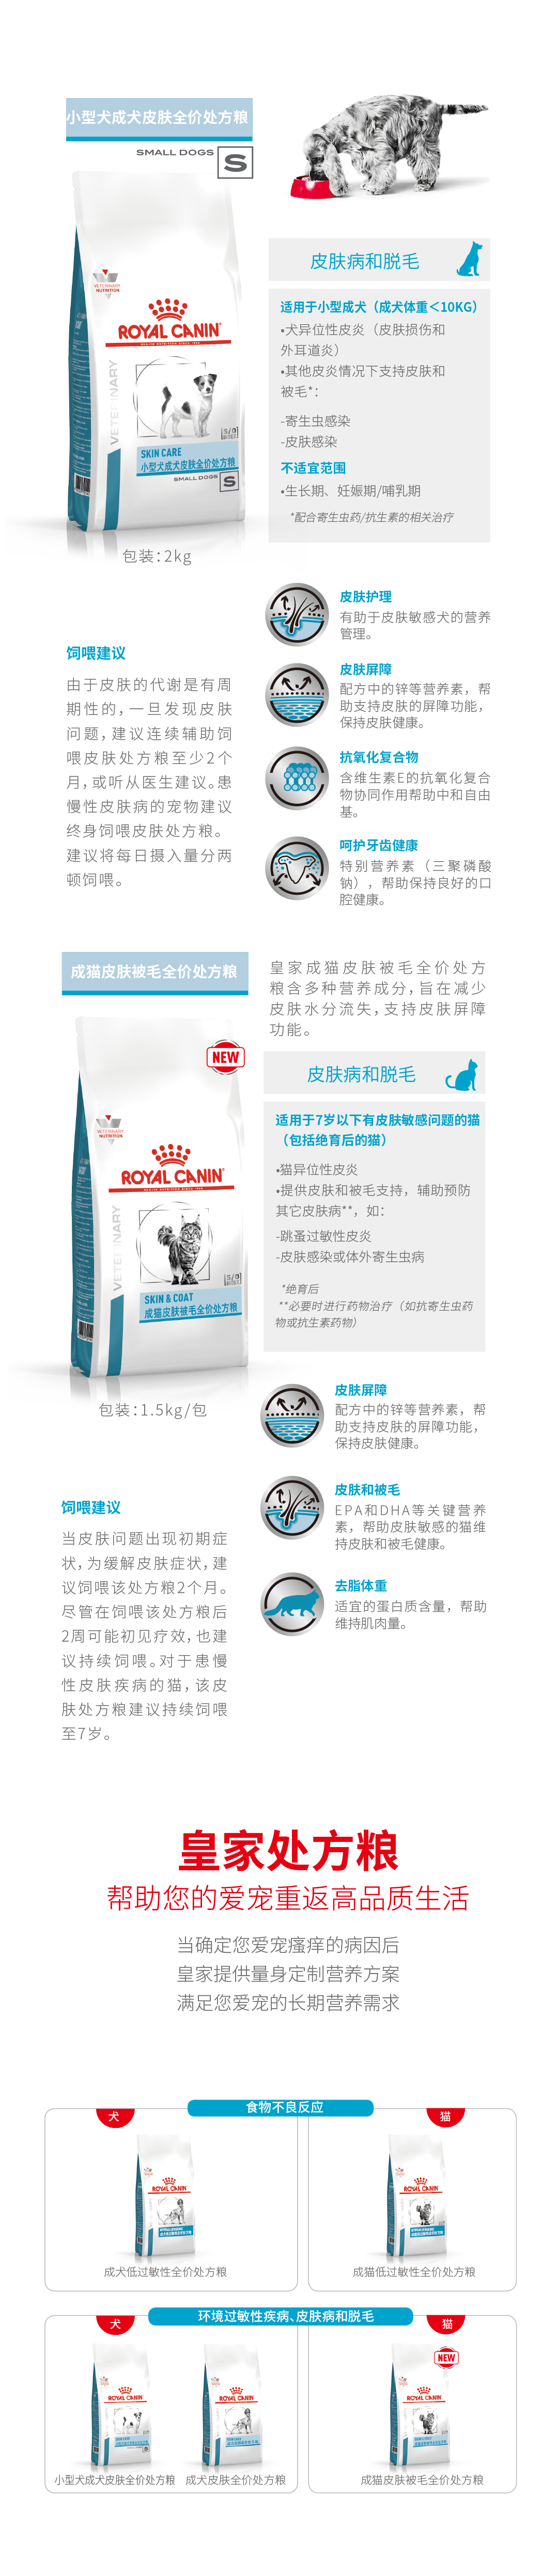 小型犬成犬皮肤全价处方粮
SMALL DOGS S
VETERINARY
NUTRITION
ROYAL CANIN
VETERINARY
SKIN CARE
小型犬成犬皮肤全价处方粮
SMALL DOGS S
包装：2kg
皮肤病和脱毛
适用于小型成犬（成犬体重＜10KG）
•犬异位性皮炎（皮肤损伤和
外耳道炎）
•其他皮炎情况下支持皮肤和
被毛*：
-寄生虫感染
-皮肤感染
不适宜范围
•生长期、妊娠期/哺乳期
*配合寄生虫药/抗生素的相关治疗
饲喂建议
由于皮肤的代谢是有周
期性的，一旦发现皮肤
问题，建议连续辅助饲
喂皮肤处方粮至少2个
月，或听从医生建议。患
慢性皮肤病的宠物建议
终身饲喂皮肤处方粮。
建议将每日摄入量分两
顿饲喂。
皮肤护理
有助于皮肤敏感犬的营养
管理。
皮肤屏障
配方中的锌等营养素，帮
助支持皮肤的屏障功能，
保持皮肤健康。
抗氧化复合物
含维生素E的抗氧化复合
物协同作用帮助中和自由
基。
呵护牙齿健康
特别营养素（三聚磷酸
钠），帮助保持良好的口
腔健康。
成猫皮肤被毛全价处方粮
NEW
VETERINARY
NUTRITION
ROYAL CANIN
VETERINARY
SKIN & COAT
成猫皮肤被毛全价处方粮
包装：1.5kg/包
皇家成猫皮肤被毛全价处方
粮含多种营养成分，旨在减少
皮肤水分流失，支持皮肤屏障
功能。
皮肤病和脱毛
适用于7岁以下有皮肤敏感问题的猫
（包括绝育后的猫）
•猫异位性皮炎
•提供皮肤和被毛支持，辅助预防
其它皮肤病**，如：
-跳蚤过敏性皮炎
-皮肤感染或体外寄生虫病
*绝育后
**必要时进行药物治疗（如抗寄生虫药
物或抗生素药物）
饲喂建议
当皮肤问题出现初期症
状，为缓解皮肤症状，建
议饲喂该处方粮2个月。
尽管在饲喂该处方粮后
2周可能初见疗效，也建
议持续饲喂。对于患慢
性皮肤疾病的猫，该皮
肤处方粮建议持续饲喂
至7岁。
皮肤屏障
配方中的锌等营养素，帮
助支持皮肤的屏障功能，
保持皮肤健康。
皮肤和被毛
EPA和DHA等关键营养
素，帮助皮肤敏感的猫维
持皮肤和被毛健康。
去脂体重
适宜的蛋白质含量，帮助
维持肌肉量。
皇家处方粮
帮助您的爱宠重返高品质生活
当确定您爱宠瘙痒的病因后
皇家提供量身定制营养方案
满足您爱宠的长期营养需求
食物不良反应
犬
猫
ROYAL CANIN
ROYAL CANIN
成犬低过敏性全价处方粮
成猫低过敏性全价处方粮
环境过敏性疾病、皮肤病和脱毛
犬
猫
NEW
ROYAL CANIN
ROYAL CANIN
ROYAL CANIN
小型犬成犬皮肤全价处方粮
成犬皮肤全价处方粮
成猫皮肤被毛全价处方粮